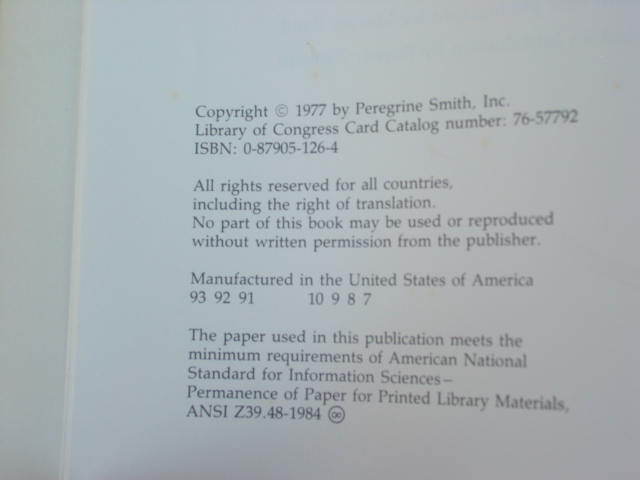 Copyright © 1977 by Peregrine Smith, Inc.
Library of Congress Card Catalog number: 76-57792
ISBN: 0-87905-126-4
All rights reserved for all countries,
including the right of translation.
No part of this book may be used or reproduced
without written permission from the publisher.
Manufactured in the United States of America
93 92 91 10 9 8 7
The paper used in this publication meets the
minimum requirements of American National
Standard for Information Sciences—
Permanence of Paper for Printed Library Materials,
ANSI Z39.48-1984 ♾